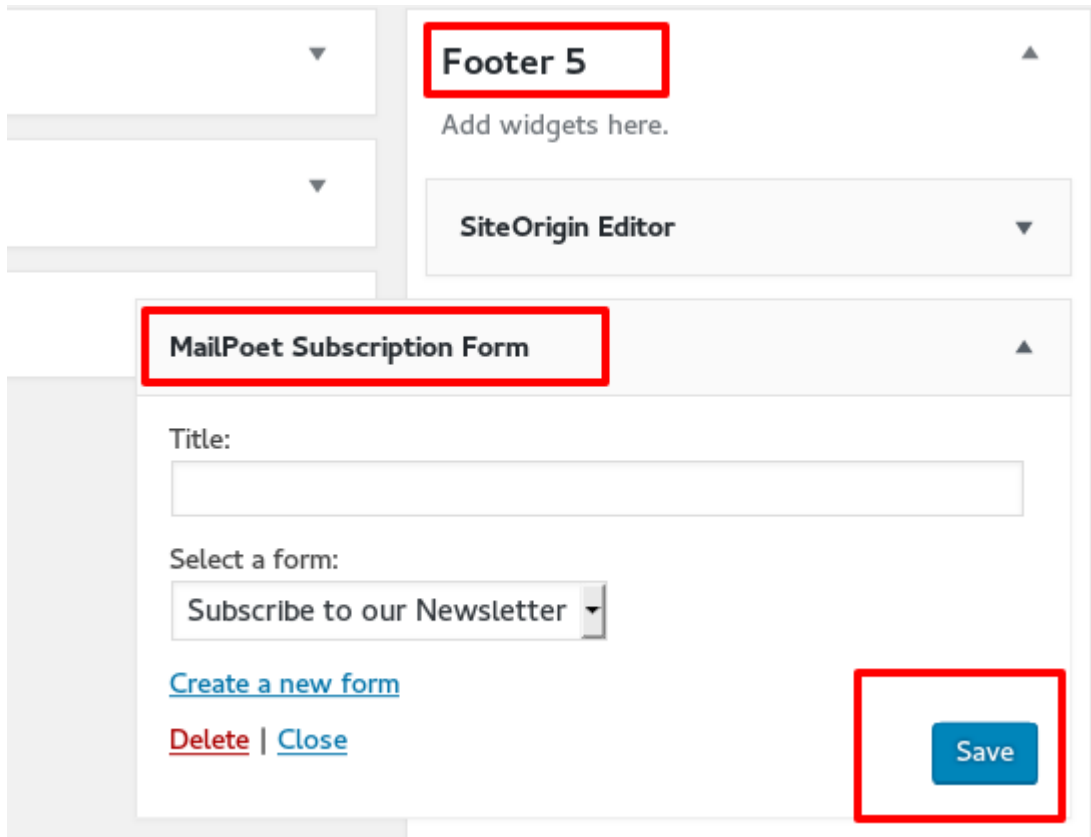 Footer 5
Add widgets here.
SiteOrigin Editor
MailPoet Subscription Form
Title:
Select a form:
Subscribe to our Newsletter
Create a new form
Delete | Close
Save